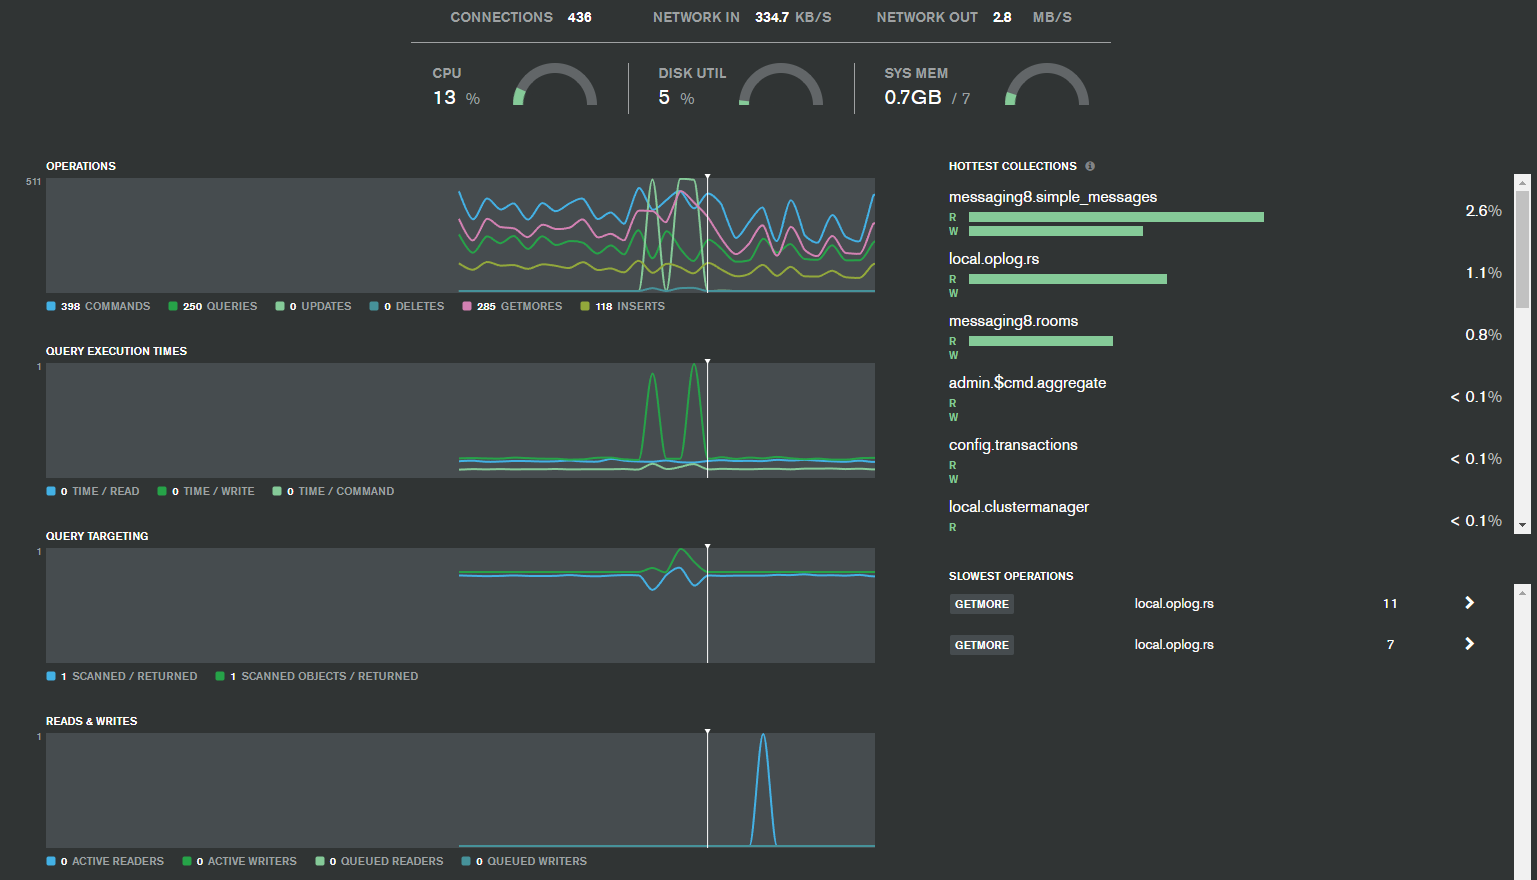 CONNECTIONS 436 NETWORK IN 334.7 KB/S NETWORK OUT 2.8 MB/S
CPU
13 %
DISK UTIL
5 %
SYS MEM
0.7GB / 7
OPERATIONS
511
398 COMMANDS 250 QUERIES 0 UPDATES 0 DELETES 285 GETMORES 118 INSERTS
QUERY EXECUTION TIMES
1
0 TIME / READ 0 TIME / WRITE 0 TIME / COMMAND
QUERY TARGETING
1
1 SCANNED / RETURNED 1 SCANNED OBJECTS / RETURNED
READS & WRITES
1
0 ACTIVE READERS 0 ACTIVE WRITERS 0 QUEUED READERS 0 QUEUED WRITERS
HOTTEST COLLECTIONS
messaging8.simple_messages
R
W
2.6%
local.oplog.rs
R
W
1.1%
messaging8.rooms
R
W
0.8%
admin.$cmd.aggregate
R
W
< 0.1%
config.transactions
R
W
< 0.1%
local.clustermanager
R
< 0.1%
SLOWEST OPERATIONS
GETMORE local.oplog.rs 11
GETMORE local.oplog.rs 7